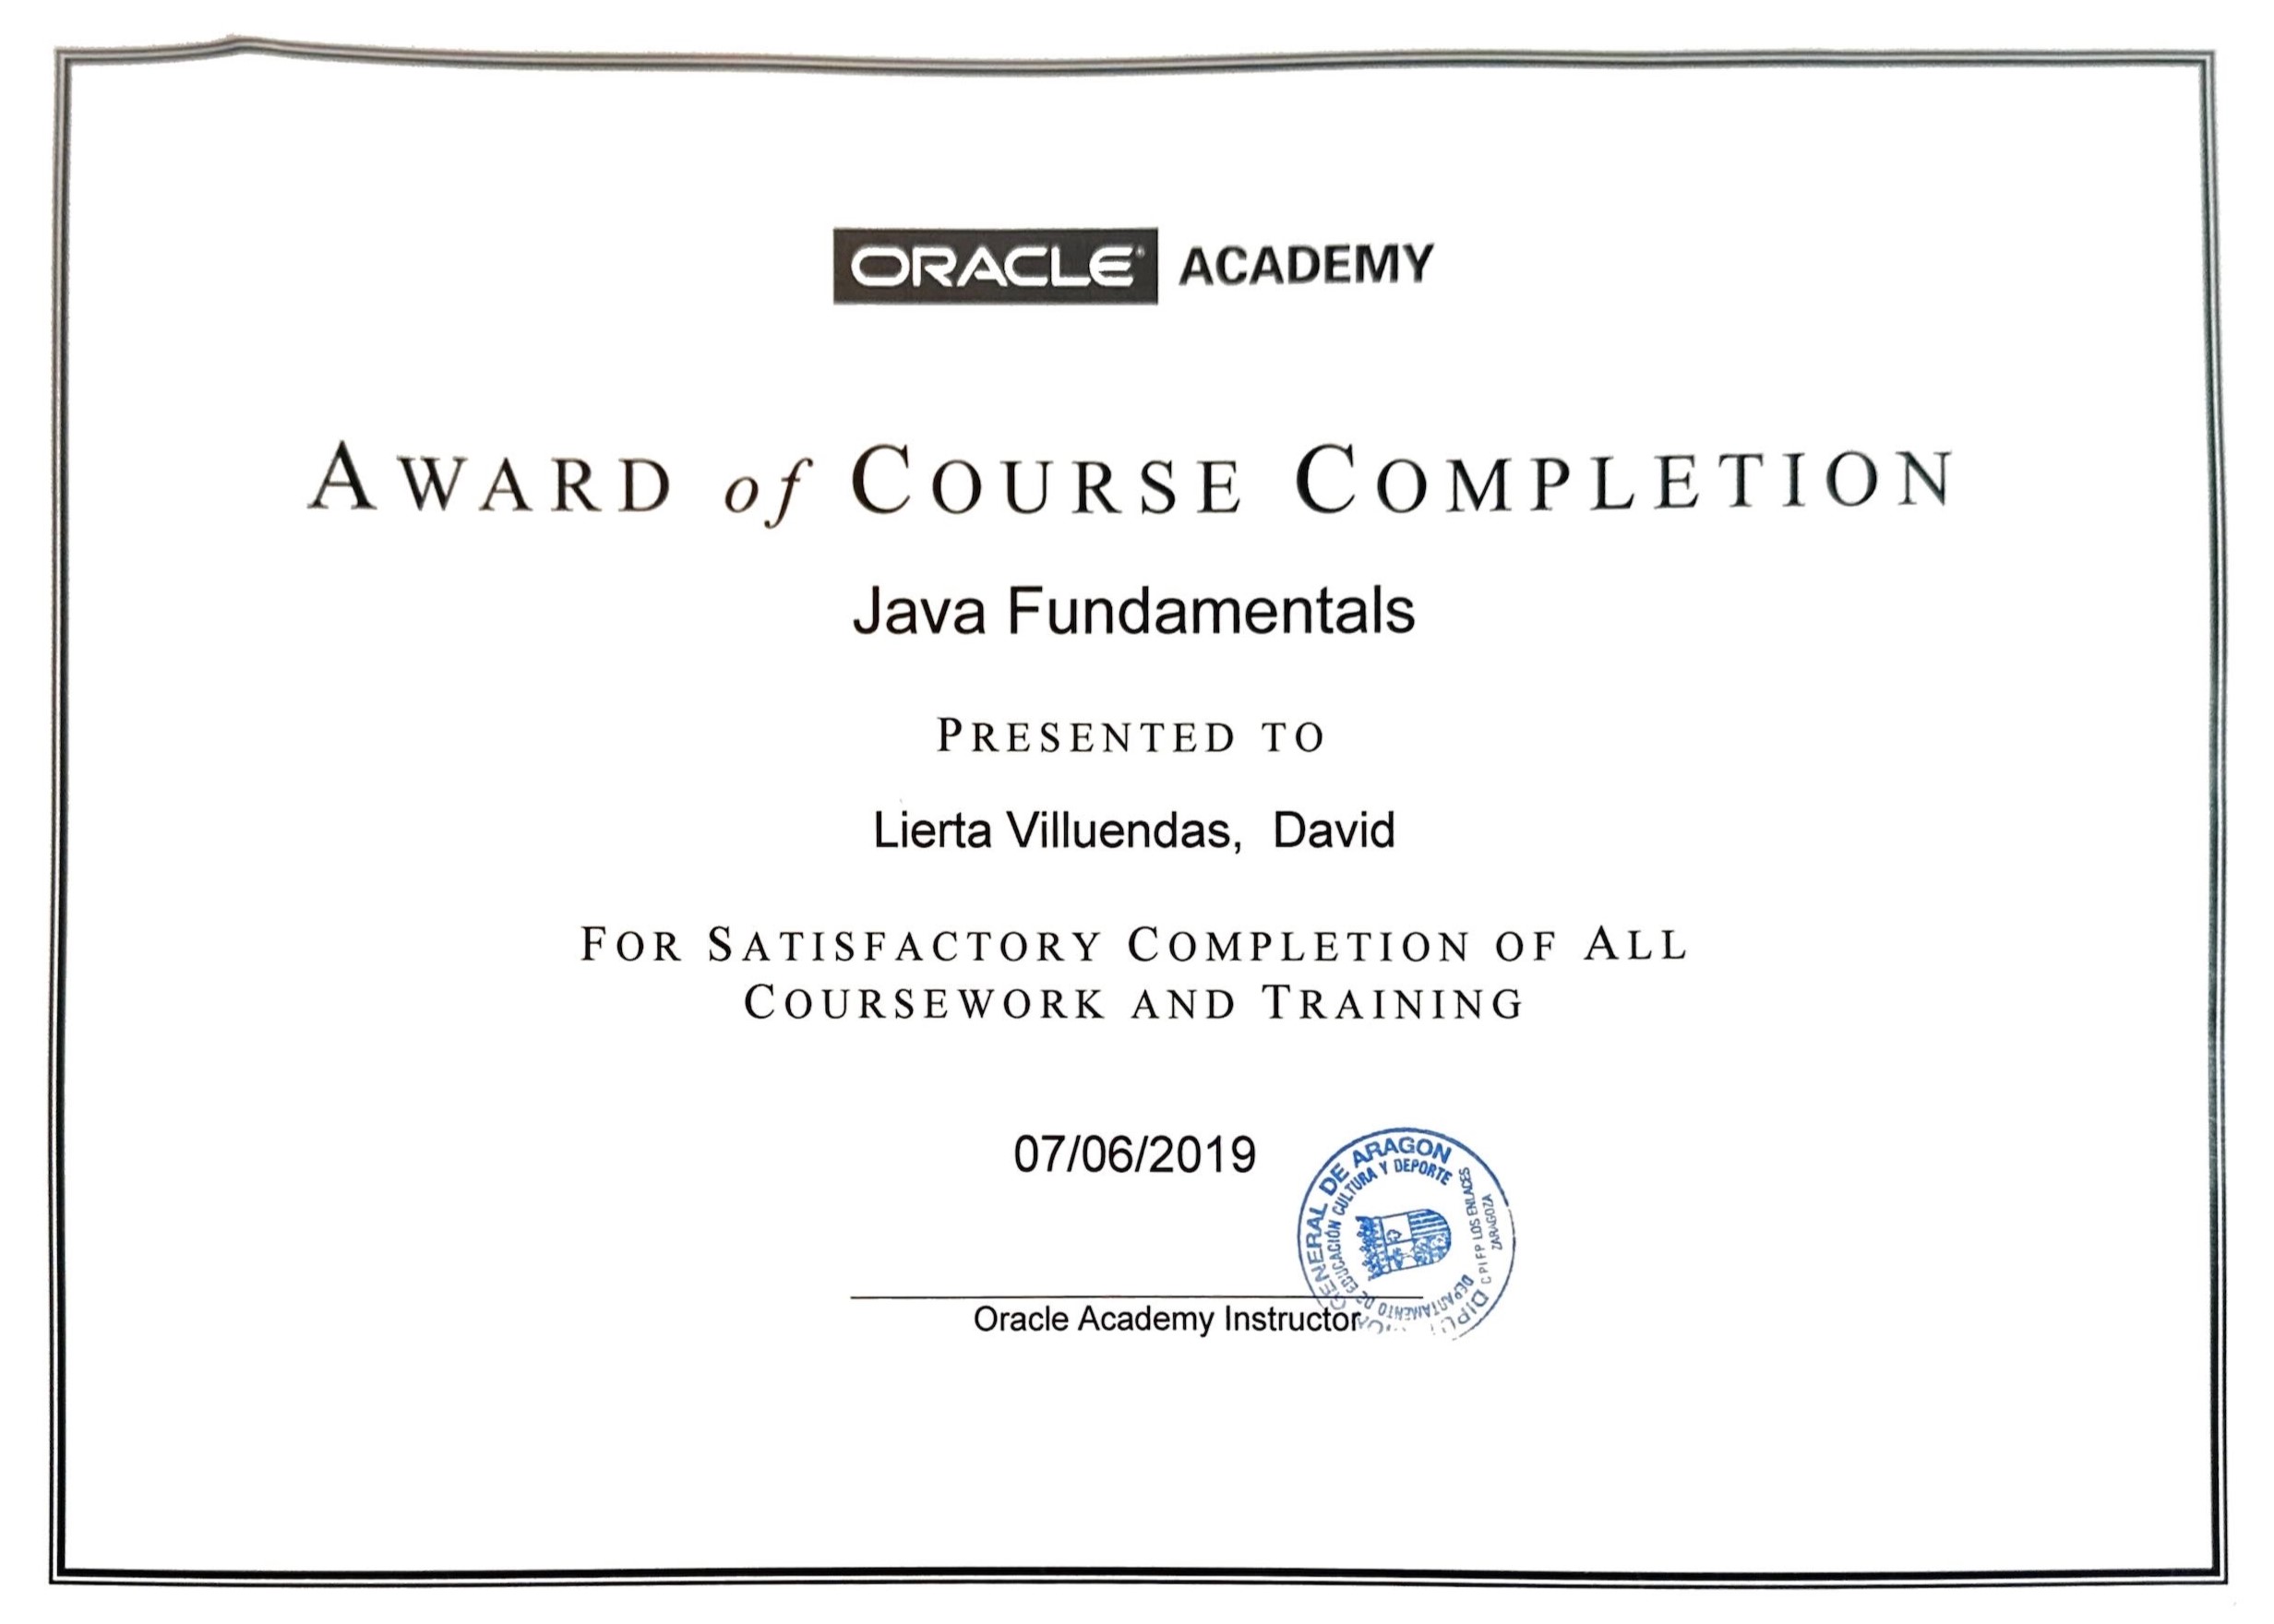 ORACLE® ACADEMY
AWARD of COURSE COMPLETION
Java Fundamentals
PRESENTED TO
Lierta Villuendas, David
FOR SATISFACTORY COMPLETION OF ALL
COURSEWORK AND TRAINING
07/06/2019
GENERAL DE ARAGON
DEPARTAMENTO DE EDUCACIÓN CULTURA Y DEPORTE
CPIFP LOS ENLACES
ZARAGOZA
Oracle Academy Instructor